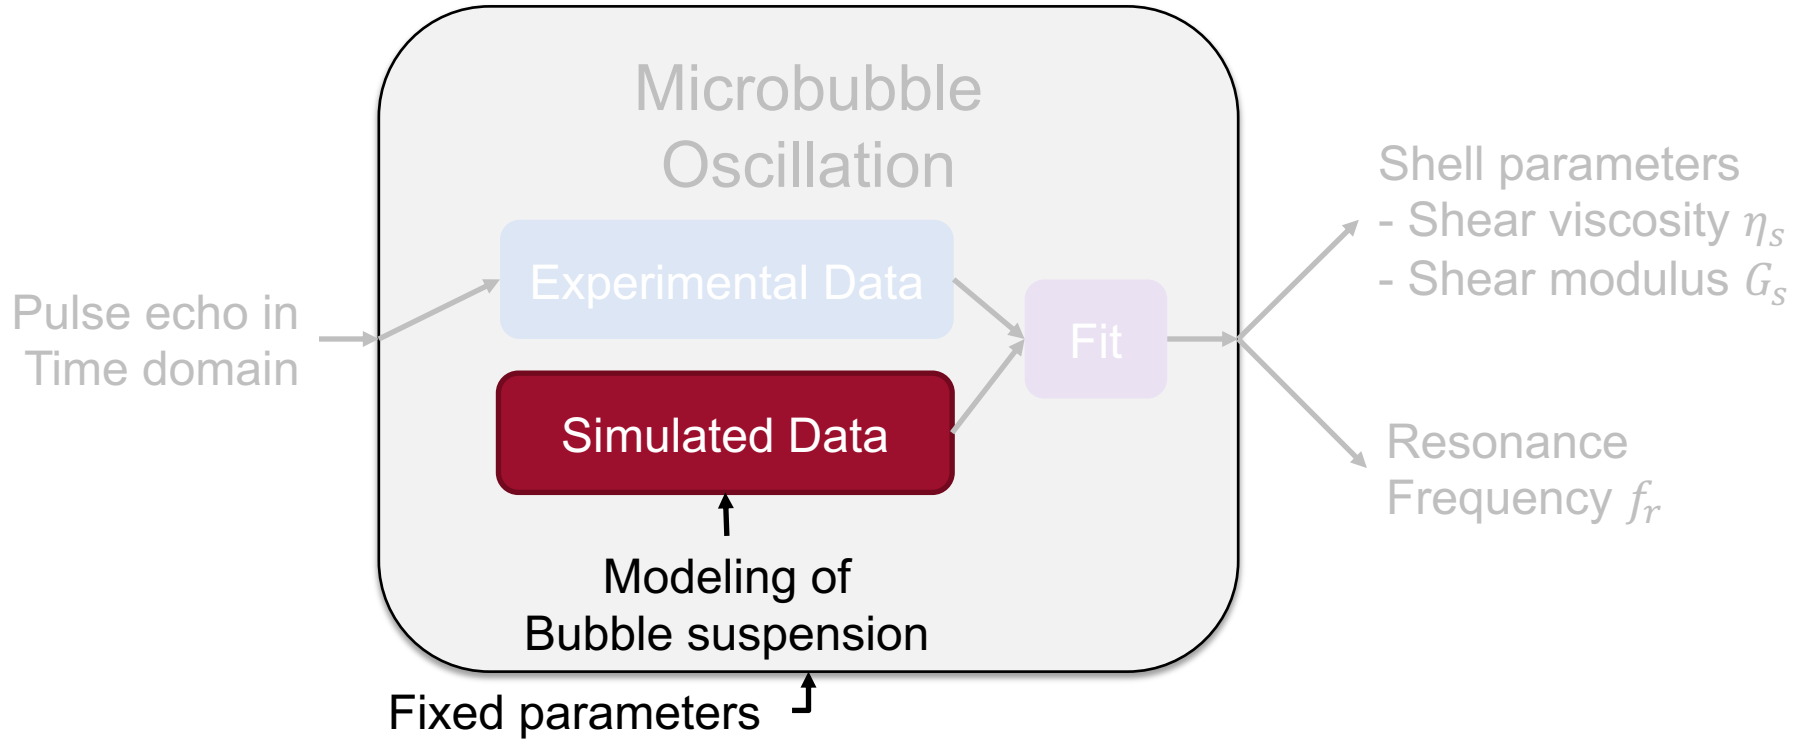 Microbubble
Oscillation
Pulse echo in
Time domain
Experimental Data
Simulated Data
Fit
Modeling of
Bubble suspension
Fixed parameters
Shell parameters
- Shear viscosity ηₛ
- Shear modulus Gₛ
Resonance
Frequency fᵣ